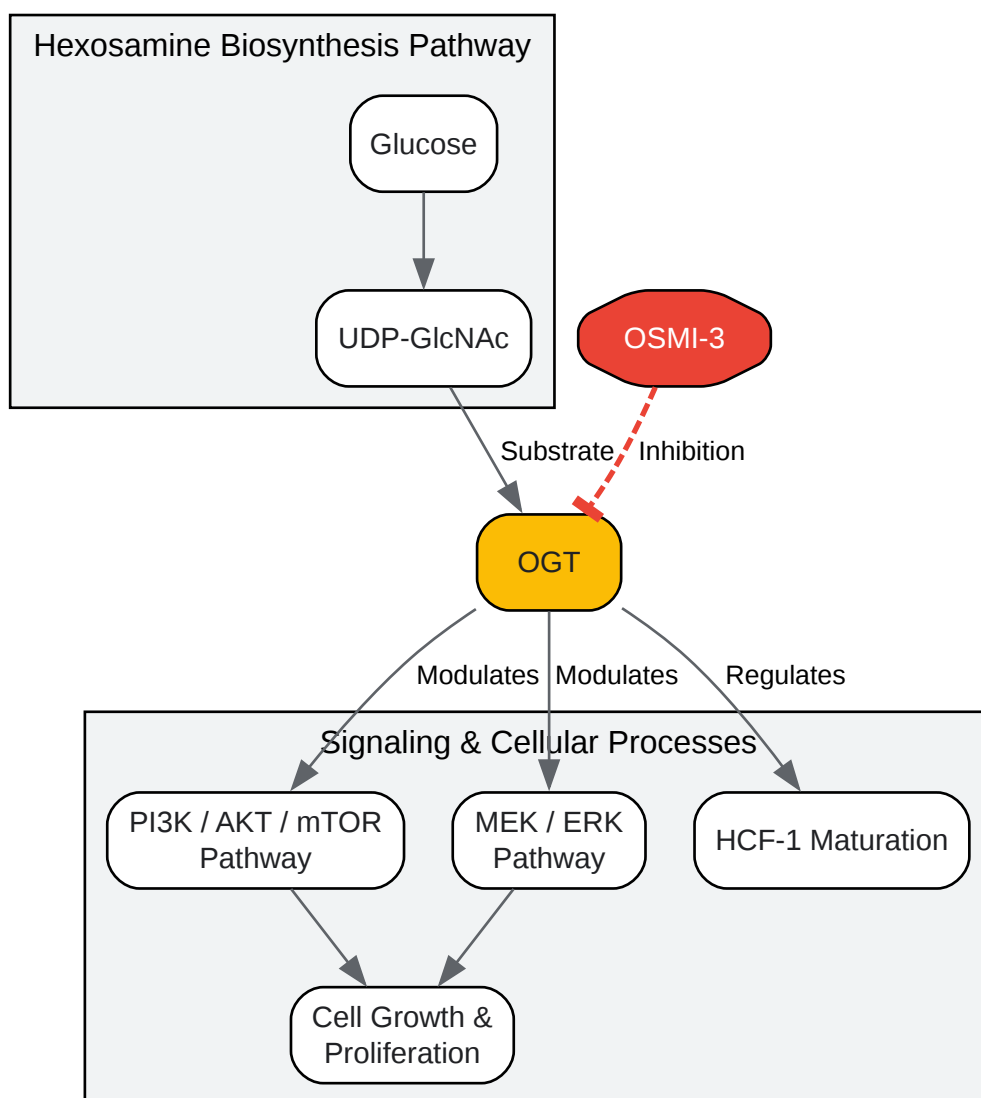 Hexosamine Biosynthesis Pathway
Glucose
UDP-GlcNAc
OSMI-3
Substrate
Inhibition
OGT
Modulates
Modulates
Regulates
Signaling & Cellular Processes
PI3K / AKT / mTOR
Pathway
MEK / ERK
Pathway
HCF-1 Maturation
Cell Growth &
Proliferation